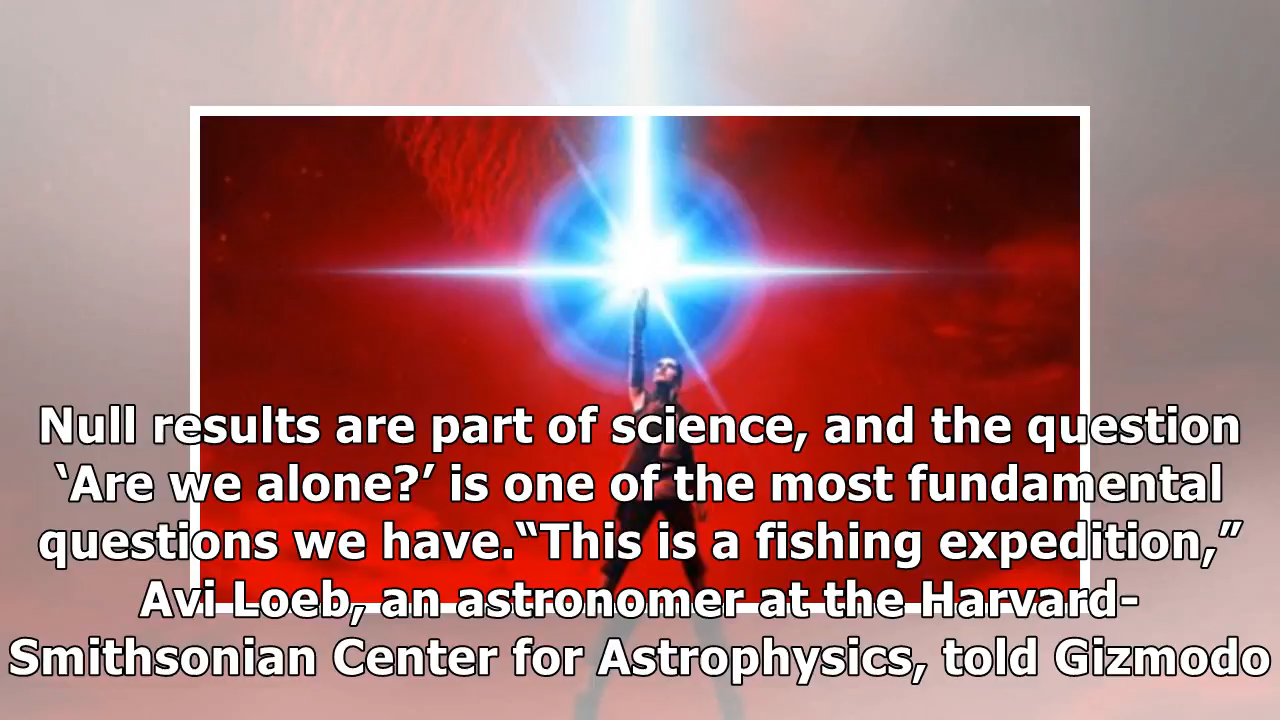 Null results are part of science, and the question
‘Are we alone?’ is one of the most fundamental
questions we have.“This is a fishing expedition,”
Avi Loeb, an astronomer at the Harvard-
Smithsonian Center for Astrophysics, told Gizmodo